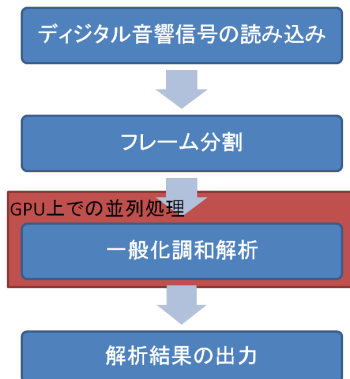 ディジタル音響信号の読み込み
フレーム分割
GPU上での並列処理
一般化調和解析
解析結果の出力